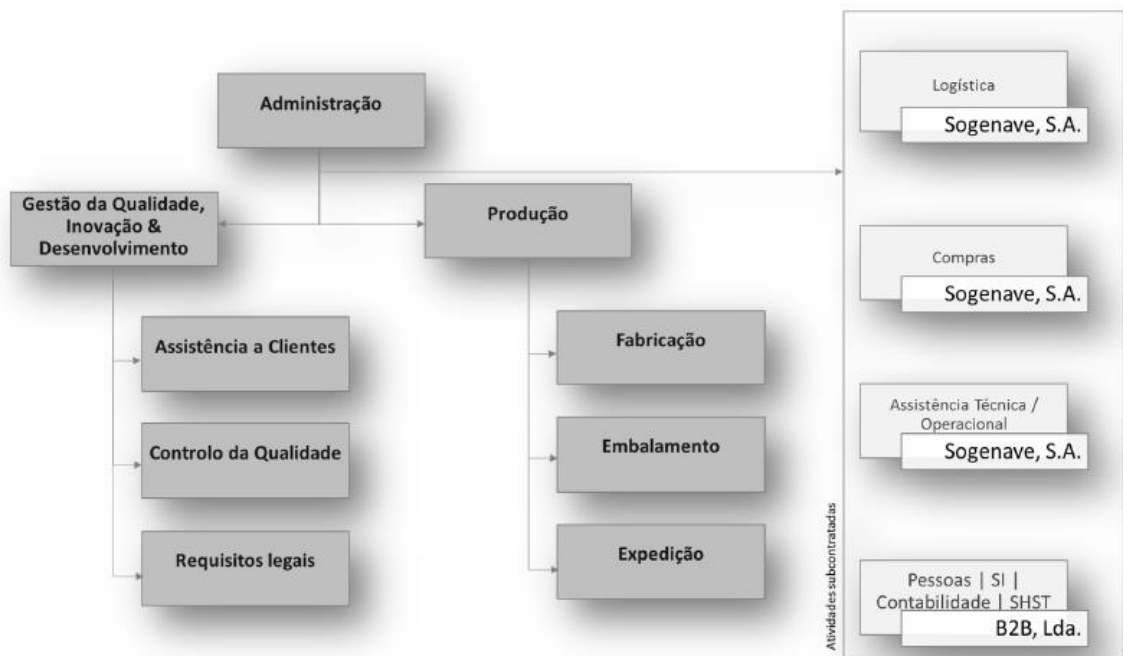 Administração
Gestão da Qualidade,
Inovação &
Desenvolvimento
Assistência a Clientes
Controlo da Qualidade
Requisitos legais
Produção
Fabricação
Embalamento
Expedição
Atividades subcontratadas
Logística
Sogenave, S.A.
Compras
Sogenave, S.A.
Assistência Técnica /
Operacional
Sogenave, S.A.
Pessoas | SI |
Contabilidade | SHST
B2B, Lda.